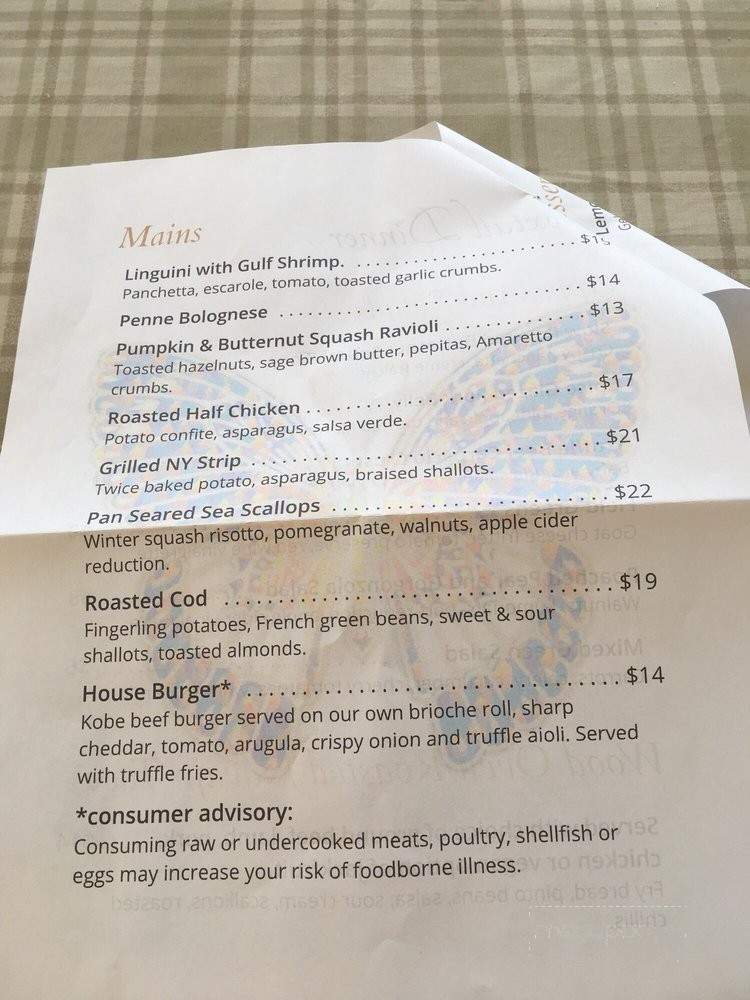 Mains
Linguini with Gulf Shrimp. ........................
Panchetta, escarole, tomato, toasted garlic crumbs.
Penne Bolognese ........................ $14
Pumpkin & Butternut Squash Ravioli ............ $13
Toasted hazelnuts, sage brown butter, pepitas, Amaretto
crumbs.
Roasted Half Chicken ........................ $17
Potato confite, asparagus, salsa verde.
Grilled NY Strip ........................ $21
Twice baked potato, asparagus, braised shallots.
Pan Seared Sea Scallops ........................ $22
Winter squash risotto, pomegranate, walnuts, apple cider
reduction.
Roasted Cod ........................ $19
Fingerling potatoes, French green beans, sweet & sour
shallots, toasted almonds.
House Burger* ........................ $14
Kobe beef burger served on our own brioche roll, sharp
cheddar, tomato, arugula, crispy onion and truffle aioli. Served
with truffle fries.
*consumer advisory:
Consuming raw or undercooked meats, poultry, shellfish or
eggs may increase your risk of foodborne illness.